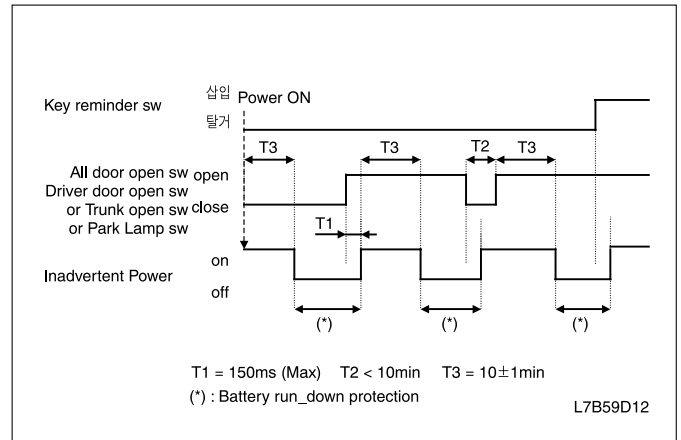 삽입 Power ON
Key reminder sw
탈거
T3 T3 T2 T3
All door open sw open
Driver door open sw
or Trunk open sw close
or Park Lamp sw
T1
on
Inadvertent Power
off
(*) (*) (*)
T1 = 150ms (Max) T2 < 10min T3 = 10±1min
(*) : Battery run_down protection
L7B59D12